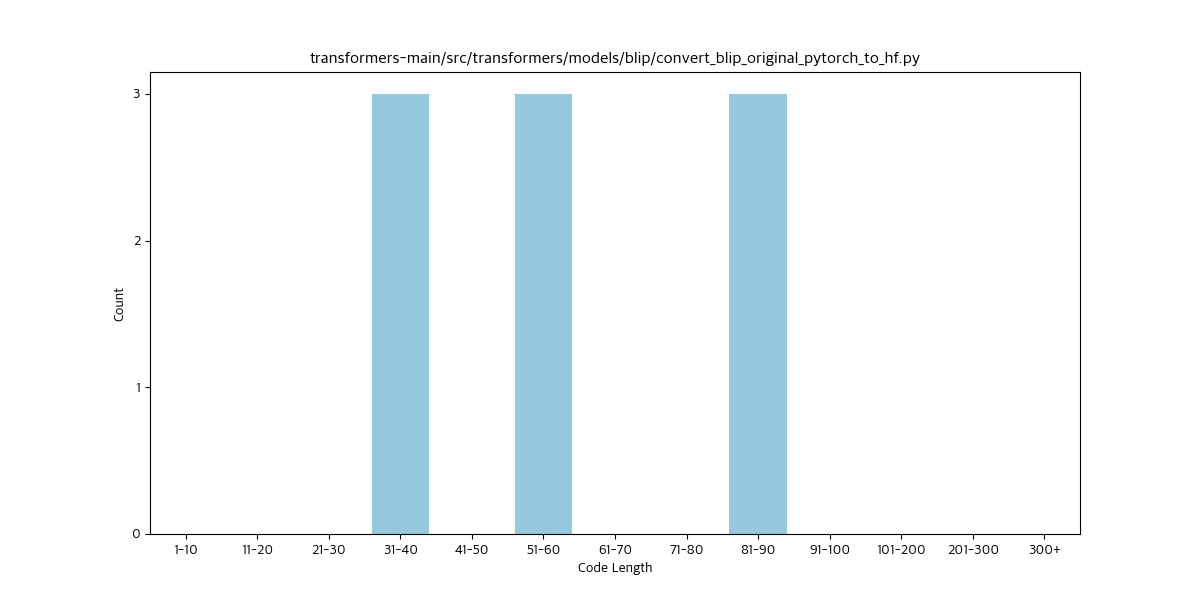 transformers-main/src/transformers/models/blip/convert_blip_original_pytorch_to_hf.py
3
2
1
0
Count
1-10 11-20 21-30 31-40 41-50 51-60 61-70 71-80 81-90 91-100 101-200 201-300 300+
Code Length